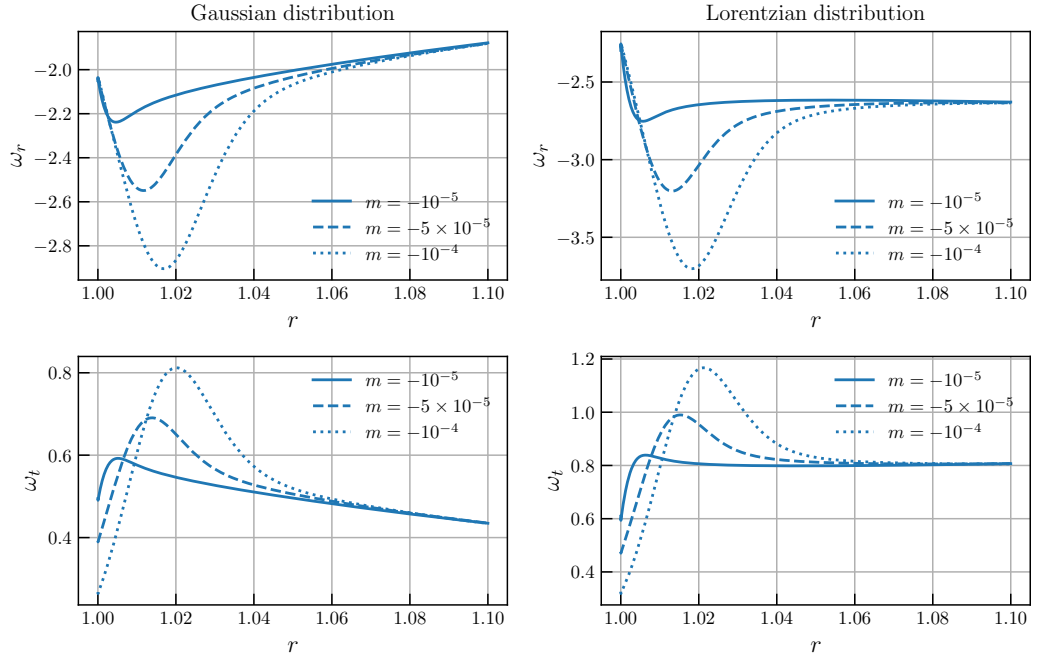 Gaussian distribution
−2.0
−2.2
−2.4
−2.6
−2.8
ω_r
m = −10⁻⁵
m = −5 × 10⁻⁵
m = −10⁻⁴
1.00 1.02 1.04 1.06 1.08 1.10
r
Lorentzian distribution
−2.5
−3.0
−3.5
ω_r
m = −10⁻⁵
m = −5 × 10⁻⁵
m = −10⁻⁴
1.00 1.02 1.04 1.06 1.08 1.10
r
0.8
0.6
0.4
ω_t
m = −10⁻⁵
m = −5 × 10⁻⁵
m = −10⁻⁴
1.00 1.02 1.04 1.06 1.08 1.10
r
1.2
1.0
0.8
0.6
0.4
ω_t
m = −10⁻⁵
m = −5 × 10⁻⁵
m = −10⁻⁴
1.00 1.02 1.04 1.06 1.08 1.10
r